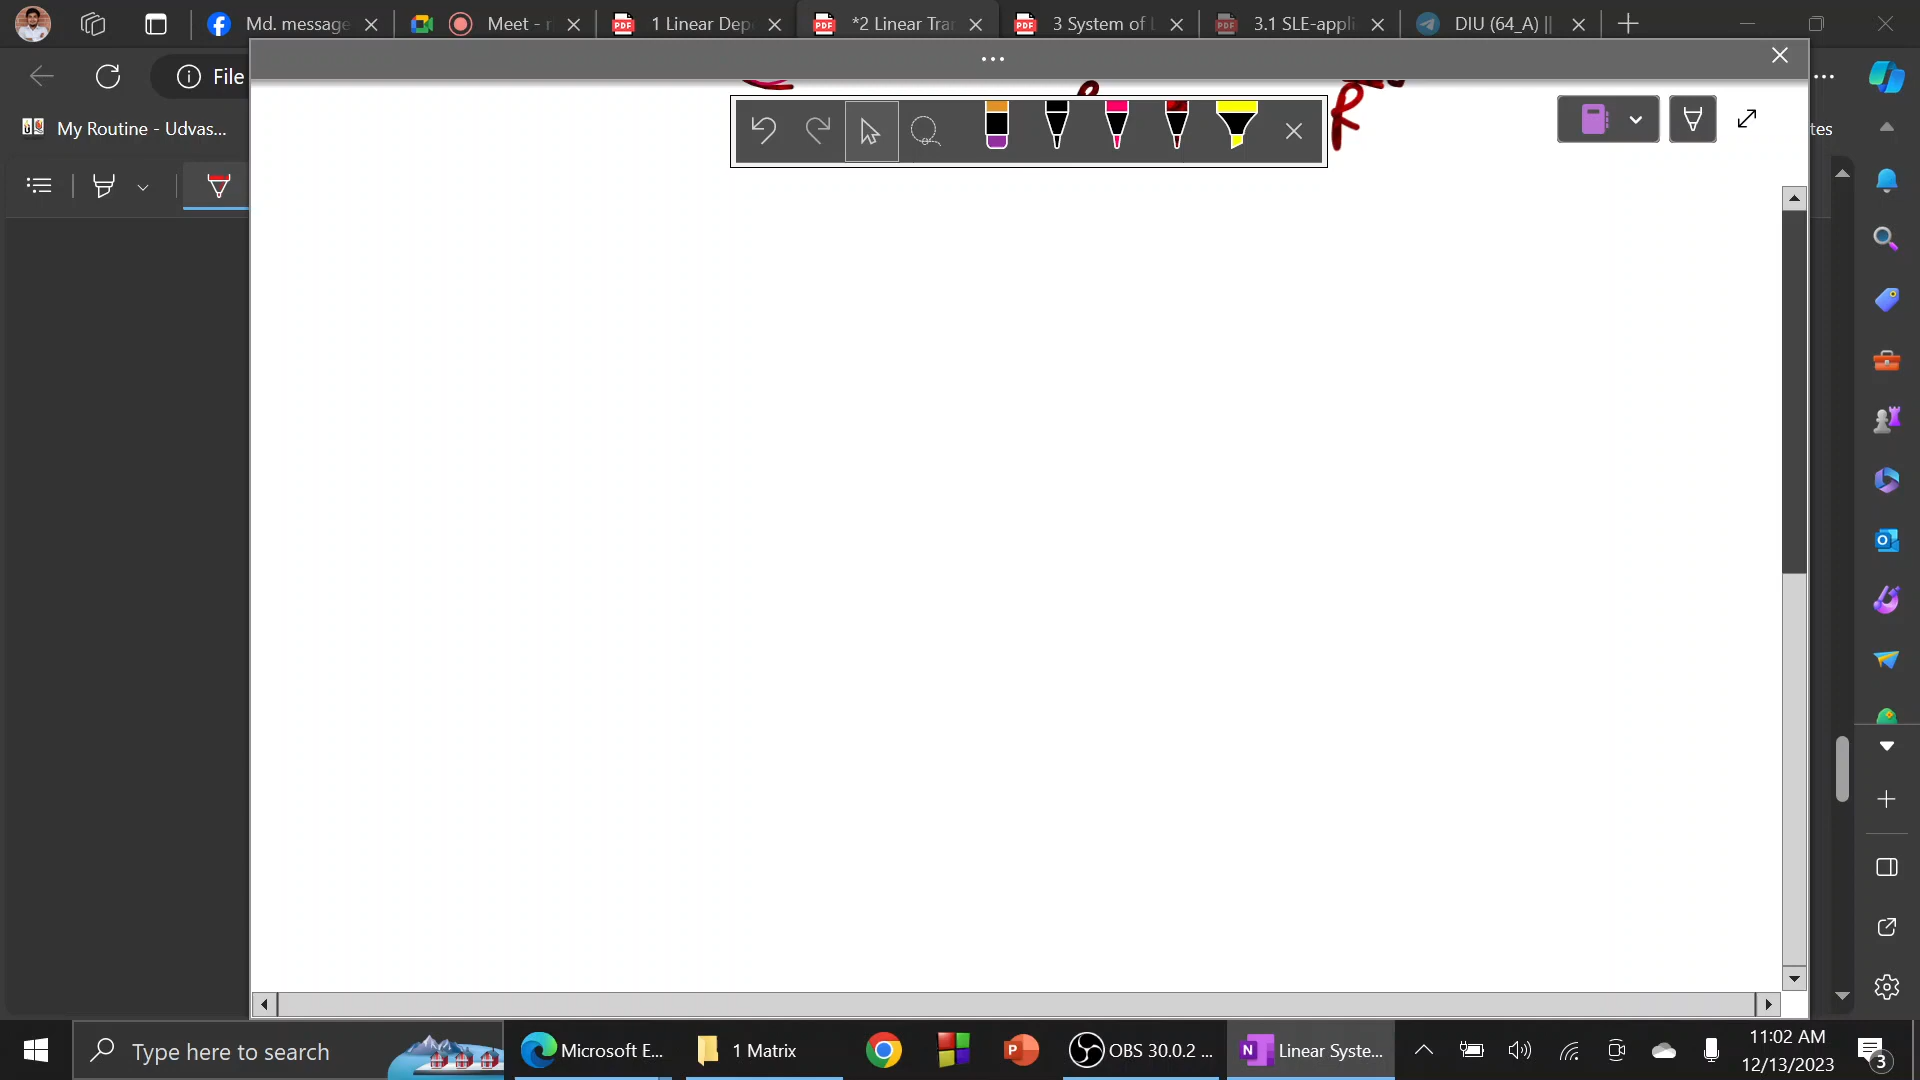 Md. message
Meet - r
1 Linear Dep
*2 Linear Tra
3 System of L
3.1 SLE-appli
DIU (64_A) ||
File
R
My Routine - Udvas...
tes
Type here to search
Microsoft E...
1 Matrix
OBS 30.0.2 ...
Linear Syste...
11:02 AM
12/13/2023
3